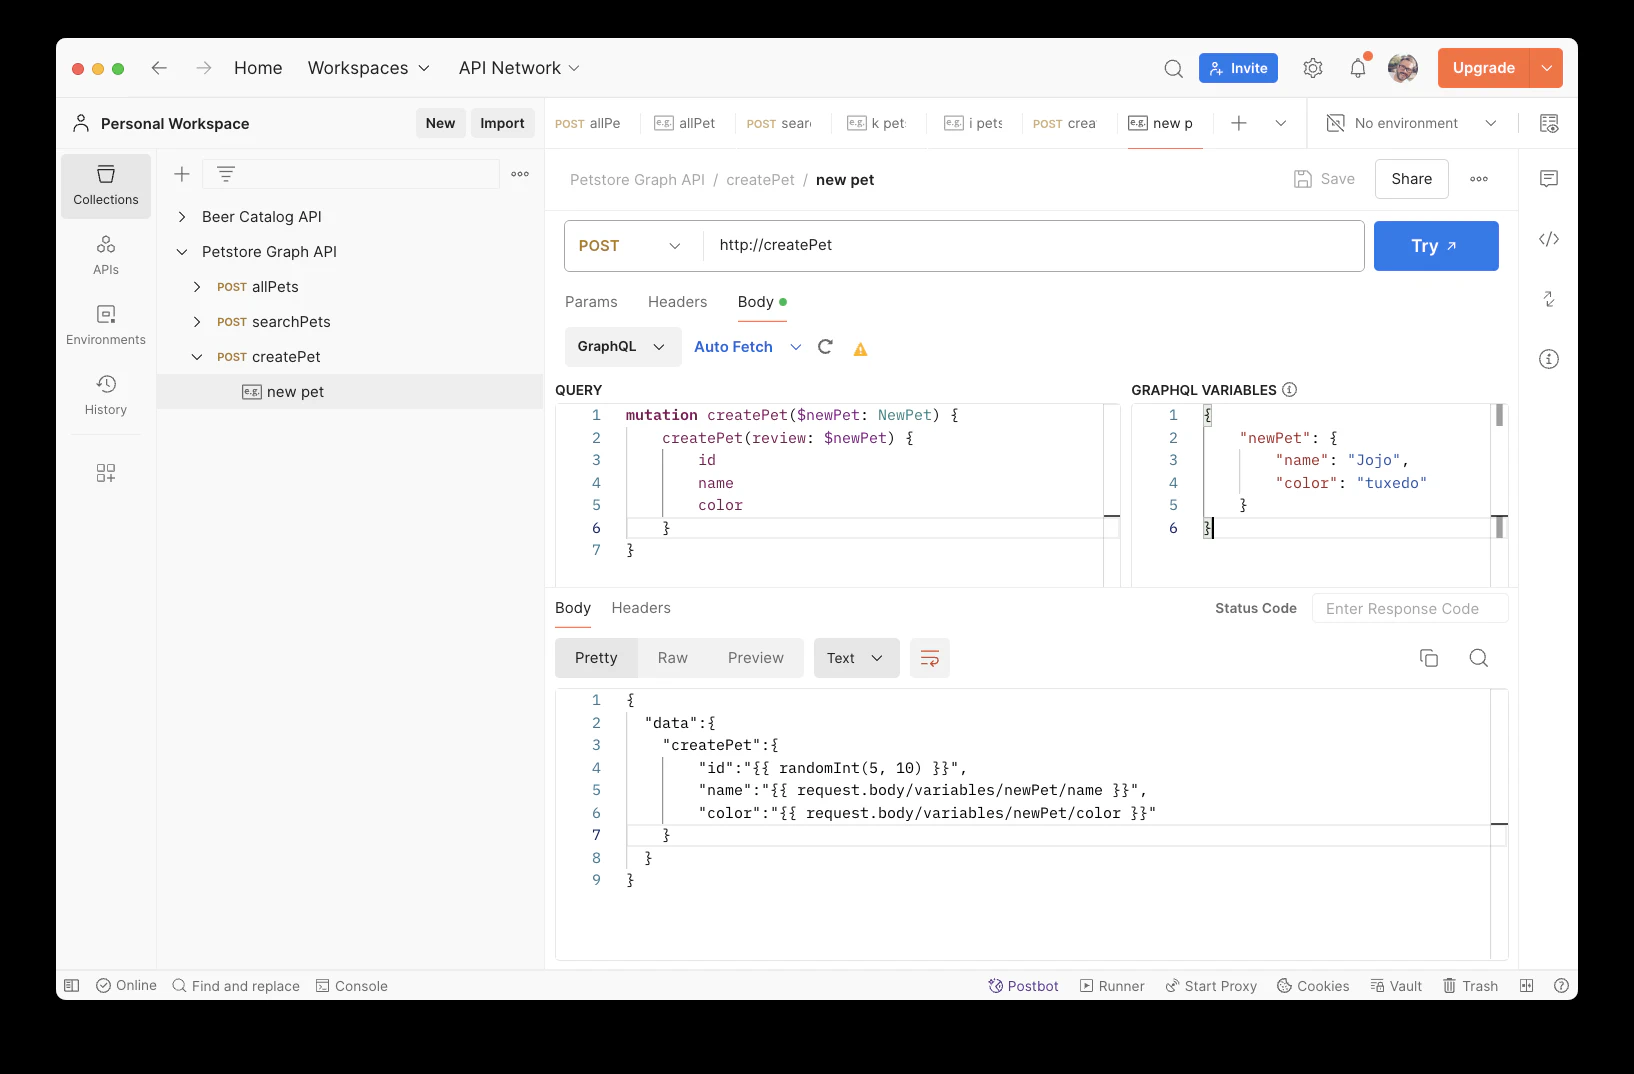 Home Workspaces API Network Invite Upgrade
Personal Workspace New Import
POST allPe e.g. allPet POST sear e.g. k pet e.g. i pets POST crea e.g. new p No environment
Collections
APIs
Environments
History
Beer Catalog API
Petstore Graph API
POST allPets
POST searchPets
POST createPet
e.g. new pet
Petstore Graph API / createPet / new pet Save Share
POST http://createPet Try
Params Headers Body
GraphQL Auto Fetch
QUERY
1 mutation createPet($newPet: NewPet) {
2 createPet(review: $newPet) {
3 id
4 name
5 color
6 }
7 }
GRAPHQL VARIABLES
1 {
2 "newPet": {
3 "name": "Jojo",
4 "color": "tuxedo"
5 }
6 }
Body Headers Status Code Enter Response Code
Pretty Raw Preview Text
1 {
2 "data":{
3 "createPet":{
4 "id":"{{ randomInt(5, 10) }}",
5 "name":"{{ request.body/variables/newPet/name }}",
6 "color":"{{ request.body/variables/newPet/color }}"
7 }
8 }
9 }
Online Find and replace Console Postbot Runner Start Proxy Cookies Vault Trash